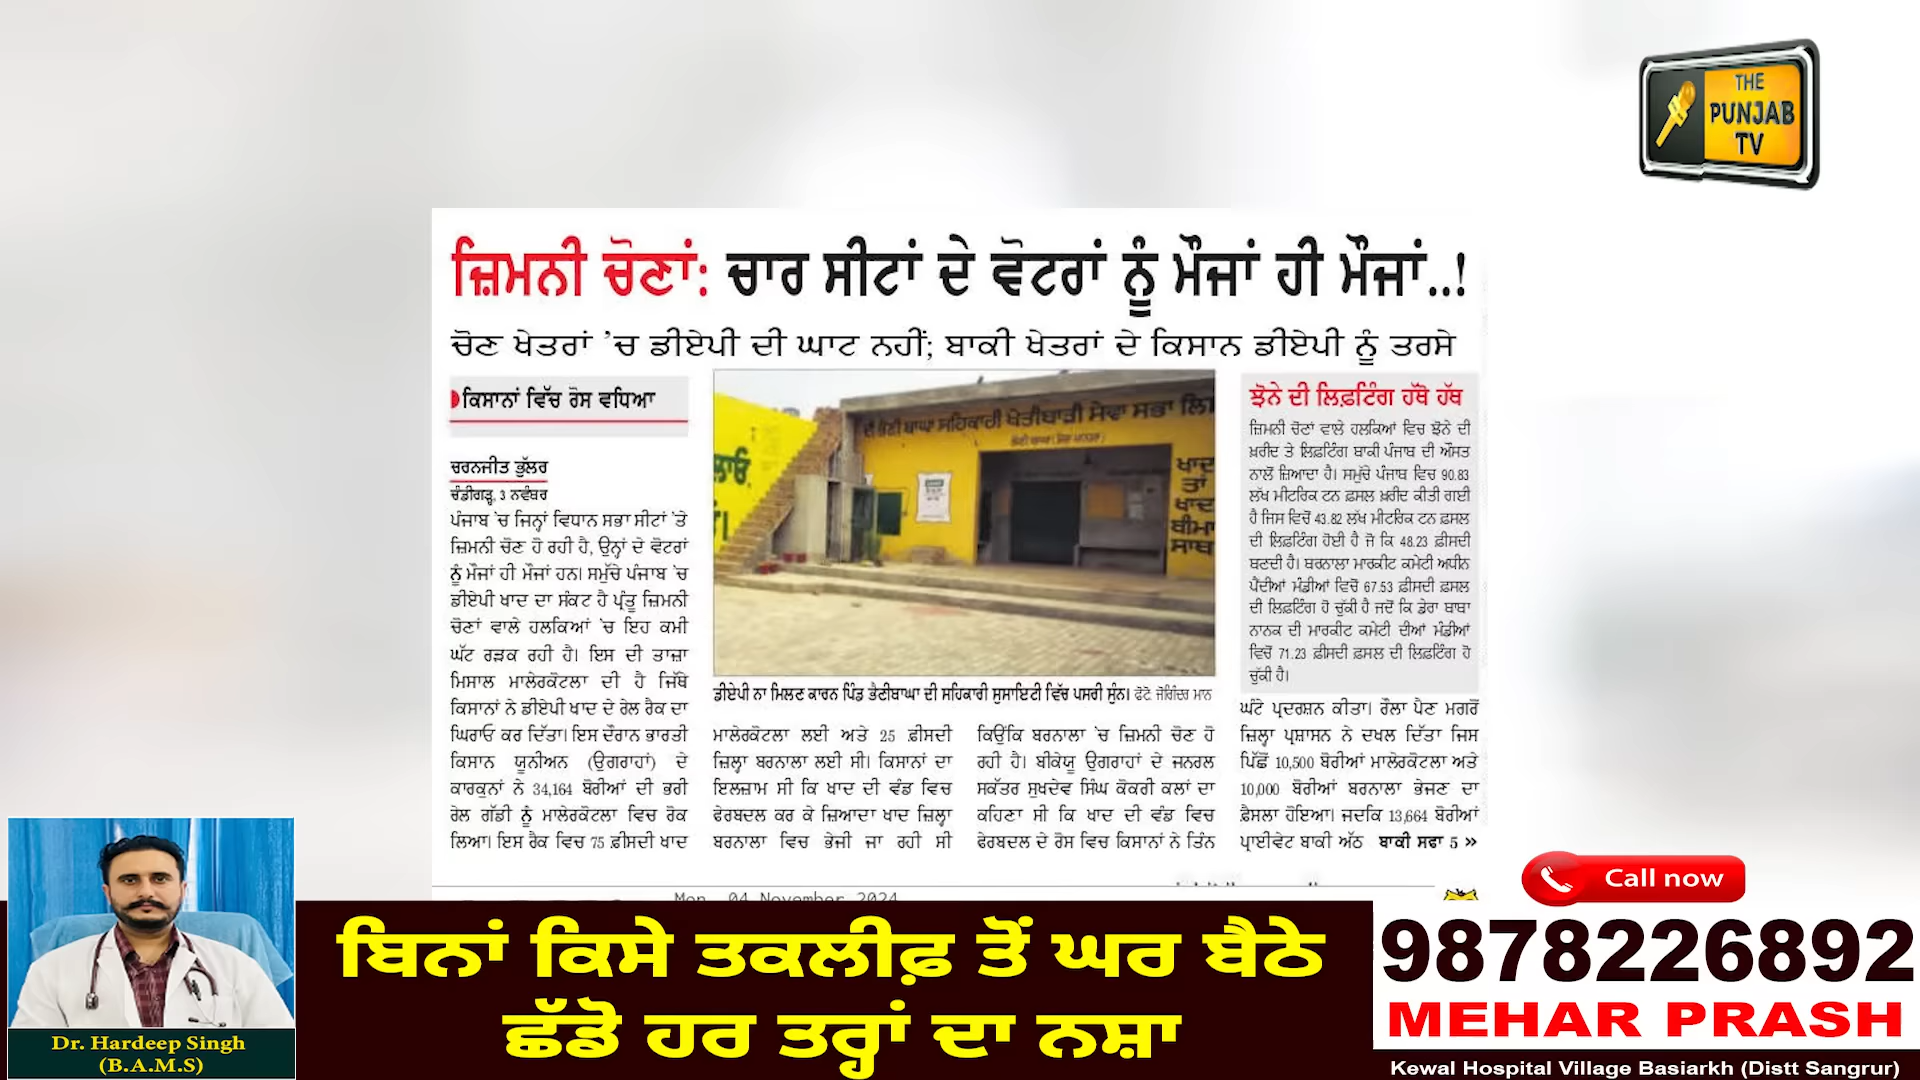 THE
PUNJAB
TV
ਜ਼ਿਮਨੀ ਚੋਣਾਂ: ਚਾਰ ਸੀਟਾਂ ਦੇ ਵੋਟਰਾਂ ਨੂੰ ਮੌਜਾਂ ਹੀ ਮੌਜਾਂ..!
ਚੋਣ ਖੇਤਰਾਂ ’ਚ ਡੀਏਪੀ ਦੀ ਘਾਟ ਨਹੀਂ; ਬਾਕੀ ਖੇਤਰਾਂ ਦੇ ਕਿਸਾਨ ਡੀਏਪੀ ਨੂੰ ਤਰਸੇ
ਕਿਸਾਨਾਂ ਵਿੱਚ ਰੋਸ ਵਧਿਆ
ਚਰਨਜੀਤ ਭੁੱਲਰ
ਚੰਡੀਗੜ੍ਹ, 3 ਨਵੰਬਰ
ਪੰਜਾਬ ’ਚ ਜਿਨ੍ਹਾਂ ਵਿਧਾਨ ਸਭਾ ਸੀਟਾਂ ’ਤੇ
ਜ਼ਿਮਨੀ ਚੋਣ ਹੋ ਰਹੀ ਹੈ, ਉਨ੍ਹਾਂ ਦੇ ਵੋਟਰਾਂ
ਨੂੰ ਮੌਜਾਂ ਹੀ ਮੌਜਾਂ ਹਨ। ਸਮੁੱਚੇ ਪੰਜਾਬ ’ਚ
ਡੀਏਪੀ ਖਾਦ ਦਾ ਸੰਕਟ ਹੈ ਪ੍ਰੰਤੂ ਜ਼ਿਮਨੀ
ਚੋਣਾਂ ਵਾਲੇ ਹਲਕਿਆਂ ’ਚ ਇਹ ਕਮੀ
ਘੱਟ ਰੜਕ ਰਹੀ ਹੈ। ਇਸ ਦੀ ਤਾਜ਼ਾ
ਮਿਸਾਲ ਮਾਲੇਰਕੋਟਲਾ ਦੀ ਹੈ ਜਿੱਥੇ
ਕਿਸਾਨਾਂ ਨੇ ਡੀਏਪੀ ਖਾਦ ਦੇ ਰੇਲ ਰੈਕ ਦਾ
ਘਿਰਾਓ ਕਰ ਦਿੱਤਾ। ਇਸ ਦੌਰਾਨ ਭਾਰਤੀ
ਕਿਸਾਨ ਯੂਨੀਅਨ (ਉਗਰਾਹਾਂ) ਦੇ
ਕਾਰਕੁਨਾਂ ਨੇ 34,164 ਬੋਰੀਆਂ ਦੀ ਭਰੀ
ਰੇਲ ਗੱਡੀ ਨੂੰ ਮਾਲੇਰਕੋਟਲਾ ਵਿਚ ਰੋਕ
ਲਿਆ। ਇਸ ਰੈਕ ਵਿਚ 75 ਫ਼ੀਸਦੀ ਖਾਦ
ਦੀ ਭੈਣੀ ਬਾਘਾ ਸਹਿਕਾਰੀ ਖੇਤੀਬਾੜੀ ਸੇਵਾ ਸਭਾ ਲਿ
ਖਾਦ
ਤਾਂ
ਖਾਦ
ਬੀਮਾ
ਸਾਥ
ਡੀਏਪੀ ਨਾ ਮਿਲਣ ਕਾਰਨ ਪਿੰਡ ਭੈਣੀਬਾਘਾ ਦੀ ਸਹਿਕਾਰੀ ਸੁਸਾਇਟੀ ਵਿੱਚ ਪਸਰੀ ਸੁੰਨ। ਫੋਟੋ: ਜੋਗਿੰਦਰ ਮਾਨ
ਮਾਲੇਰਕੋਟਲਾ ਲਈ ਅਤੇ 25 ਫ਼ੀਸਦੀ
ਜ਼ਿਲ੍ਹਾ ਬਰਨਾਲਾ ਲਈ ਸੀ। ਕਿਸਾਨਾਂ ਦਾ
ਇਲਜ਼ਾਮ ਸੀ ਕਿ ਖਾਦ ਦੀ ਵੰਡ ਵਿਚ
ਫੇਰਬਦਲ ਕਰ ਕੇ ਜ਼ਿਆਦਾ ਖਾਦ ਜ਼ਿਲ੍ਹਾ
ਬਰਨਾਲਾ ਵਿਚ ਭੇਜੀ ਜਾ ਰਹੀ ਸੀ
ਕਿਉਂਕਿ ਬਰਨਾਲਾ ’ਚ ਜ਼ਿਮਨੀ ਚੋਣ ਹੋ
ਰਹੀ ਹੈ। ਬੀਕੇਯੂ ਉਗਰਾਹਾਂ ਦੇ ਜਨਰਲ
ਸਕੱਤਰ ਸੁਖਦੇਵ ਸਿੰਘ ਕੋਕਰੀ ਕਲਾਂ ਦਾ
ਕਹਿਣਾ ਸੀ ਕਿ ਖਾਦ ਦੀ ਵੰਡ ਵਿਚ
ਫੇਰਬਦਲ ਦੇ ਰੋਸ ਵਿਚ ਕਿਸਾਨਾਂ ਨੇ ਤਿੰਨ
ਝੋਨੇ ਦੀ ਲਿਫ਼ਟਿੰਗ ਹੱਥੋ ਹੱਥ
ਜ਼ਿਮਨੀ ਚੋਣਾਂ ਵਾਲੇ ਹਲਕਿਆਂ ਵਿਚ ਝੋਨੇ ਦੀ
ਖ਼ਰੀਦ ਤੇ ਲਿਫ਼ਟਿੰਗ ਬਾਕੀ ਪੰਜਾਬ ਦੀ ਔਸਤ
ਨਾਲੋਂ ਜ਼ਿਆਦਾ ਹੈ। ਸਮੁੱਚੇ ਪੰਜਾਬ ਵਿਚ 90.83
ਲੱਖ ਮੀਟਰਿਕ ਟਨ ਫ਼ਸਲ ਖ਼ਰੀਦ ਕੀਤੀ ਗਈ
ਹੈ ਜਿਸ ਵਿਚੋਂ 43.82 ਲੱਖ ਮੀਟਰਿਕ ਟਨ ਫ਼ਸਲ
ਦੀ ਲਿਫ਼ਟਿੰਗ ਹੋਈ ਹੈ ਜੋ ਕਿ 48.23 ਫ਼ੀਸਦੀ
ਬਣਦੀ ਹੈ। ਬਰਨਾਲਾ ਮਾਰਕੀਟ ਕਮੇਟੀ ਅਧੀਨ
ਪੈਂਦੀਆਂ ਮੰਡੀਆਂ ਵਿਚੋਂ 67.53 ਫ਼ੀਸਦੀ ਫ਼ਸਲ
ਦੀ ਲਿਫ਼ਟਿੰਗ ਹੋ ਚੁੱਕੀ ਹੈ ਜਦੋਂ ਕਿ ਡੇਰਾ ਬਾਬਾ
ਨਾਨਕ ਦੀ ਮਾਰਕੀਟ ਕਮੇਟੀ ਦੀਆਂ ਮੰਡੀਆਂ
ਵਿਚੋਂ 71.23 ਫ਼ੀਸਦੀ ਫ਼ਸਲ ਦੀ ਲਿਫ਼ਟਿੰਗ ਹੋ
ਚੁੱਕੀ ਹੈ।
ਘੰਟੇ ਪ੍ਰਦਰਸ਼ਨ ਕੀਤਾ। ਰੌਲਾ ਪੈਣ ਮਗਰੋਂ
ਜ਼ਿਲ੍ਹਾ ਪ੍ਰਸ਼ਾਸਨ ਨੇ ਦਖਲ ਦਿੱਤਾ ਜਿਸ
ਪਿੱਛੋਂ 10,500 ਬੋਰੀਆਂ ਮਾਲੇਰਕੋਟਲਾ ਅਤੇ
10,000 ਬੋਰੀਆਂ ਬਰਨਾਲਾ ਭੇਜਣ ਦਾ
ਫ਼ੈਸਲਾ ਹੋਇਆ। ਜਦਕਿ 13,664 ਬੋਰੀਆਂ
ਪ੍ਰਾਈਵੇਟ ਬਾਕੀ ਅੱਠ ਬਾਕੀ ਸਫਾ 5 »
Mon, 04 November 2024
Call now
ਬਿਨਾਂ ਕਿਸੇ ਤਕਲੀਫ਼ ਤੋਂ ਘਰ ਬੈਠੇ
ਛੱਡੋ ਹਰ ਤਰ੍ਹਾਂ ਦਾ ਨਸ਼ਾ
Dr. Hardeep Singh
(B.A.M.S)
9878226892
MEHAR PRASH
Kewal Hospital Village Basiarkh (Distt Sangrur)